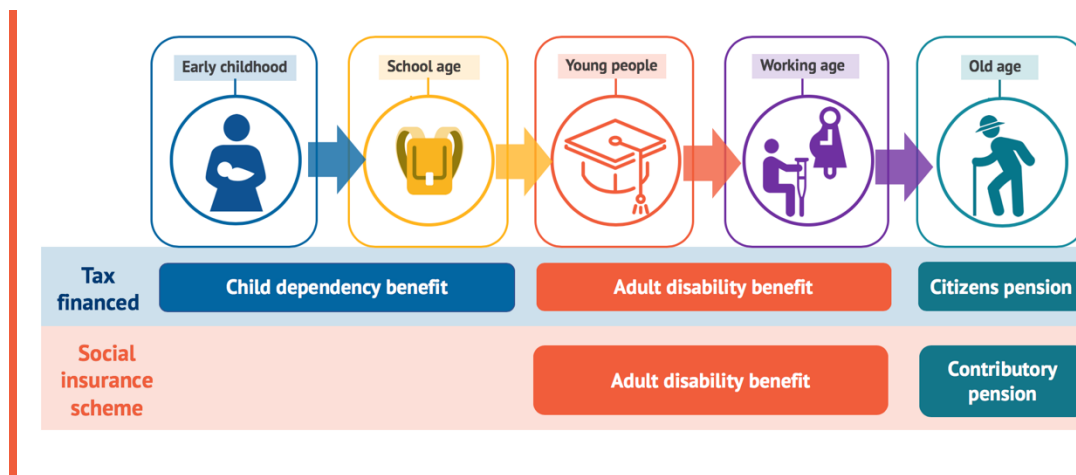 Early childhood
School age
Young people
Working age
Old age
Tax
financed
Child dependency benefit
Adult disability benefit
Citizens pension
Social
insurance
scheme
Adult disability benefit
Contributory
pension